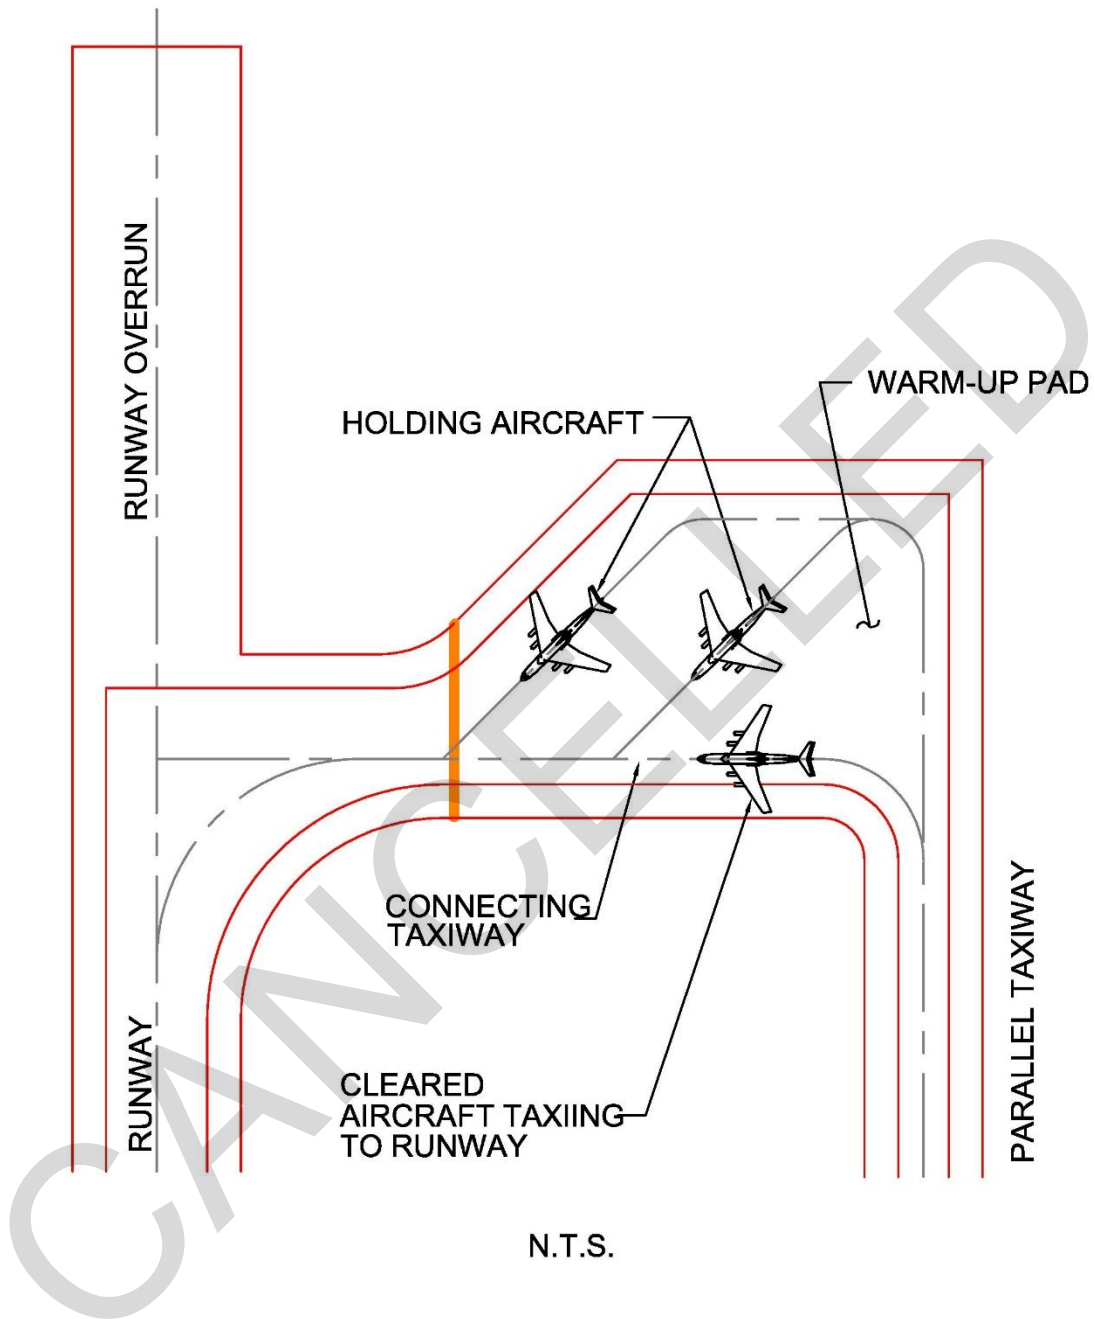 RUNWAY OVERRUN
WARM-UP PAD
HOLDING AIRCRAFT
CONNECTING
TAXIWAY
RUNWAY
CLEARED
AIRCRAFT TAXIING
TO RUNWAY
PARALLEL TAXIWAY
N.T.S.
CANCELLED